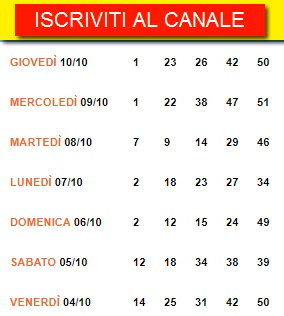 ISCRIVITI AL CANALE
GIOVEDÌ 10/10 1 23 26 42 50
MERCOLEDÌ 09/10 1 22 38 47 51
MARTEDÌ 08/10 7 9 14 29 46
LUNEDÌ 07/10 2 18 23 27 34
DOMENICA 06/10 2 12 15 24 49
SABATO 05/10 12 18 34 38 39
VENERDÌ 04/10 14 25 31 42 50